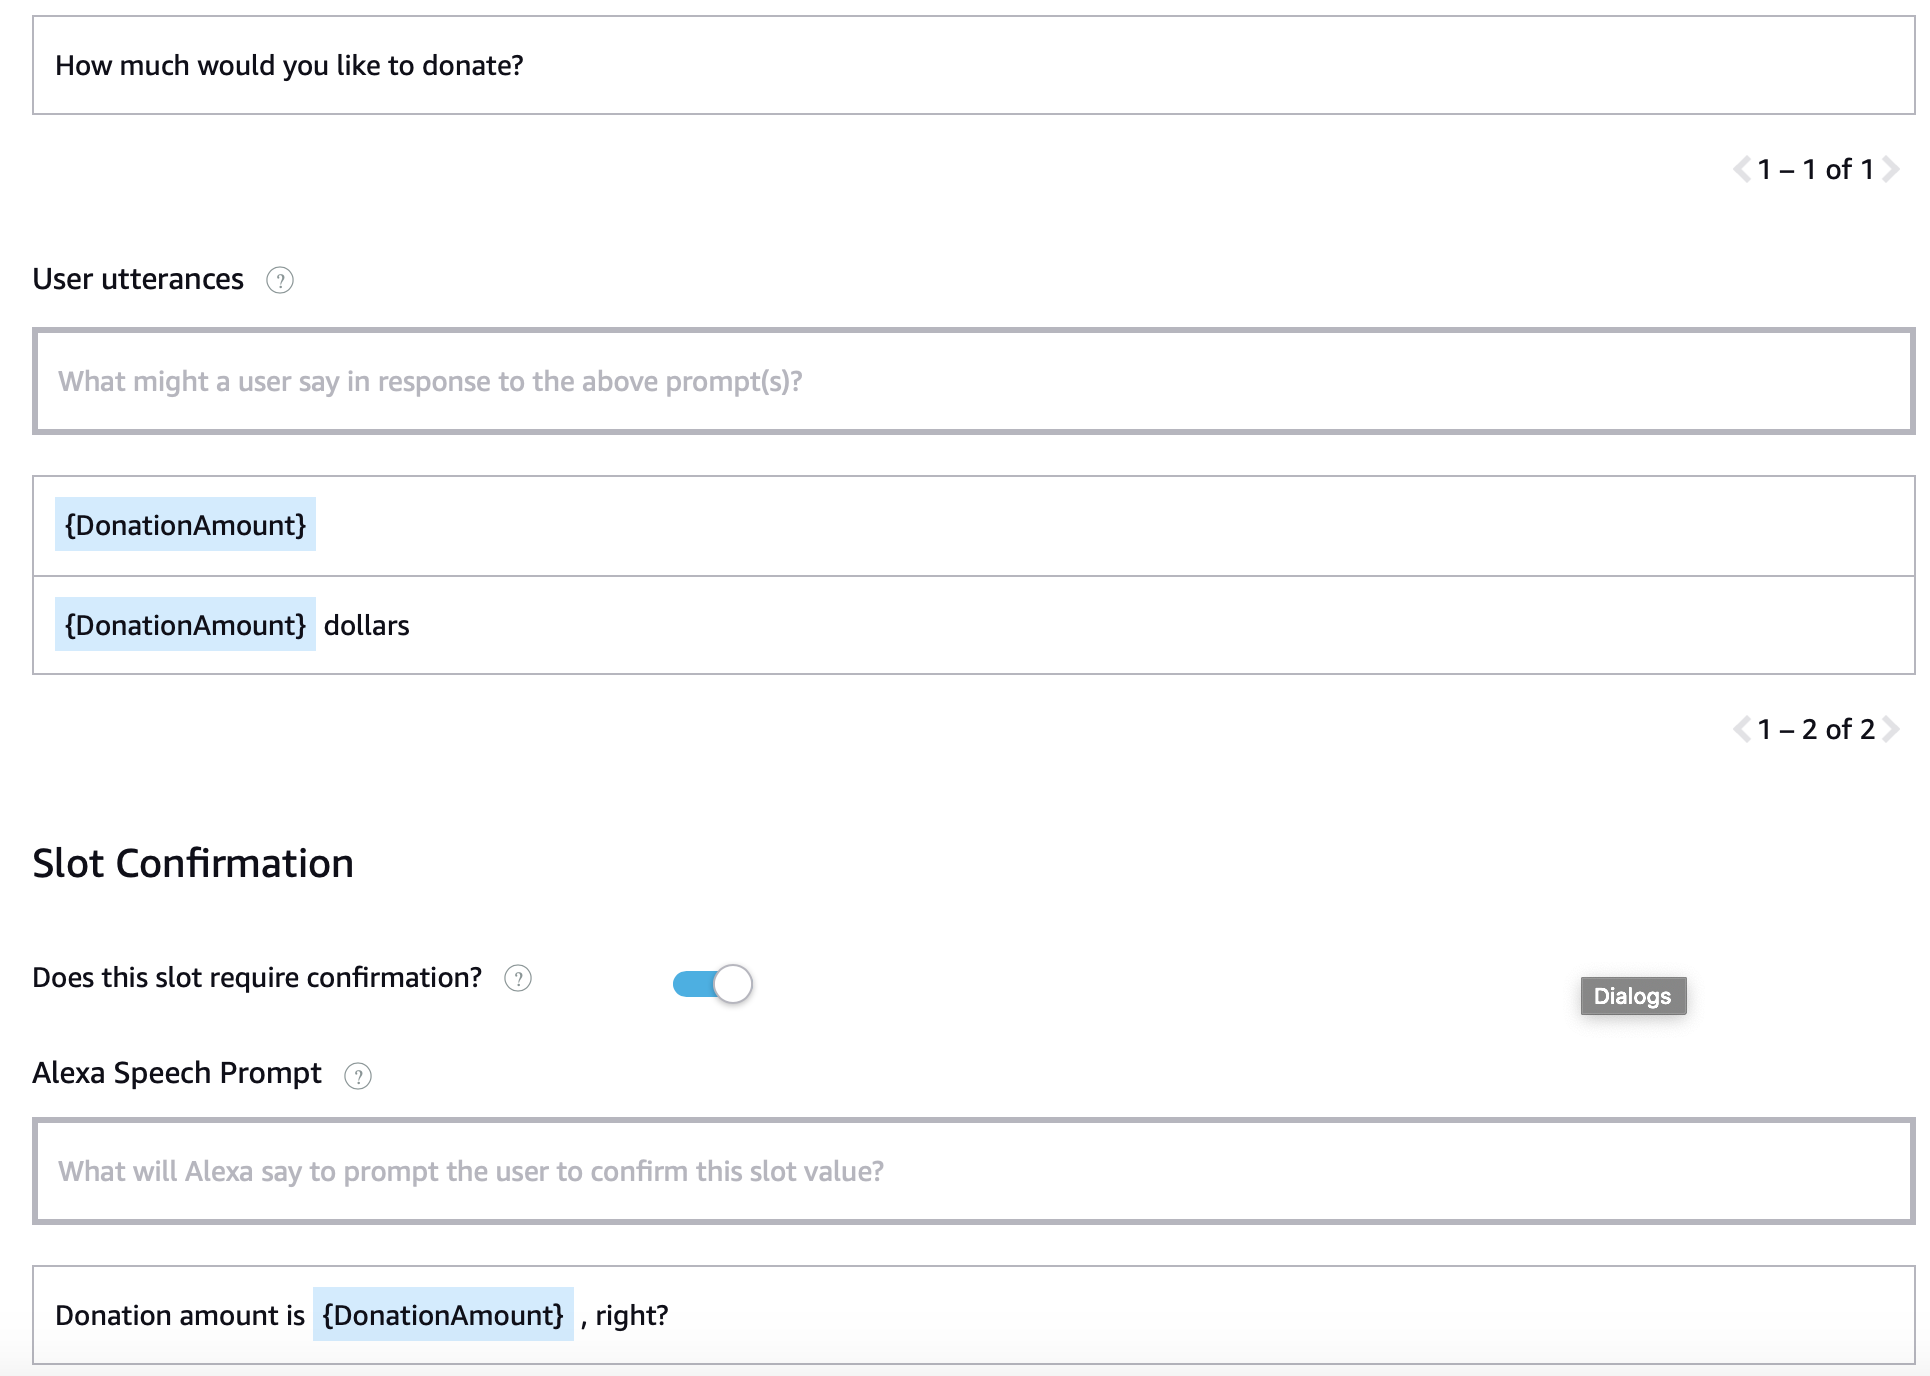 How much would you like to donate?
1 – 1 of 1
User utterances ?
What might a user say in response to the above prompt(s)?
{DonationAmount}
{DonationAmount} dollars
1 – 2 of 2
Slot Confirmation
Does this slot require confirmation? ?
Dialogs
Alexa Speech Prompt ?
What will Alexa say to prompt the user to confirm this slot value?
Donation amount is {DonationAmount} , right?